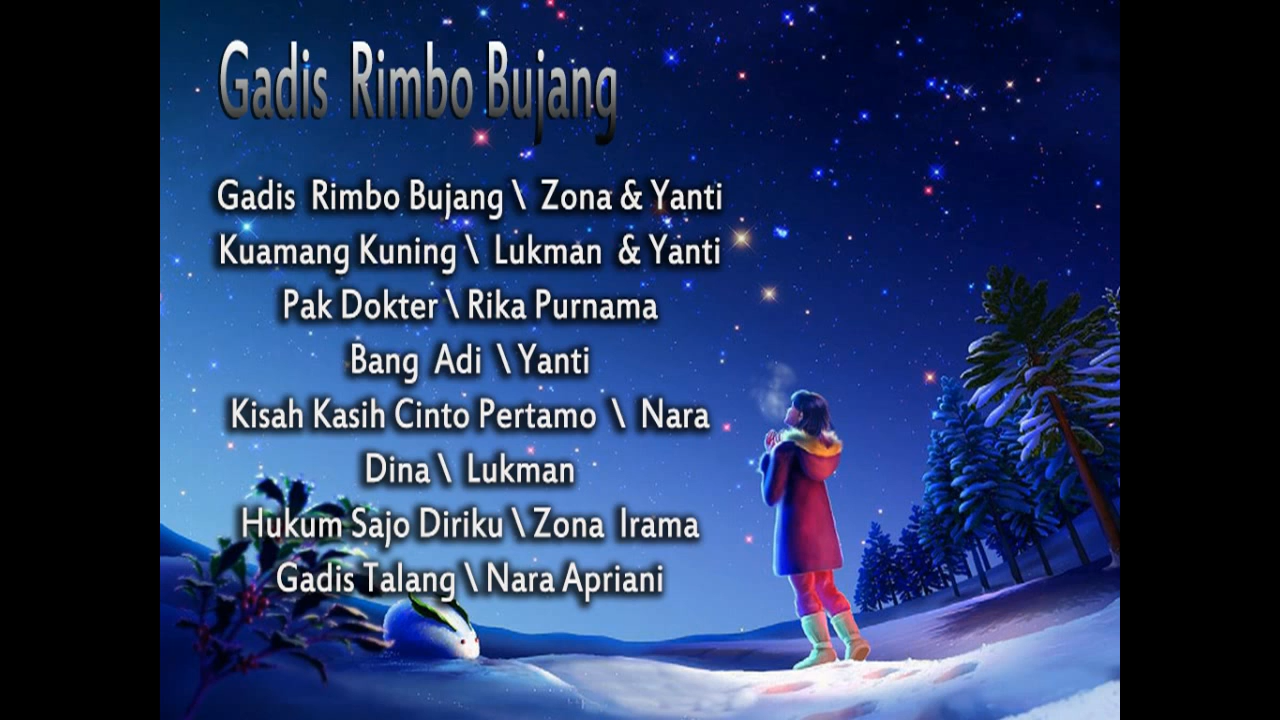 Gadis Rimbo Bujang
Gadis Rimbo Bujang \ Zona & Yanti
Kuamang Kuning \ Lukman & Yanti
Pak Dokter \ Rika Purnama
Bang Adi \ Yanti
Kisah Kasih Cinto Pertamo \ Nara
Dina \ Lukman
Hukum Sajo Diriku \ Zona Irama
Gadis Talang \ Nara Apriani